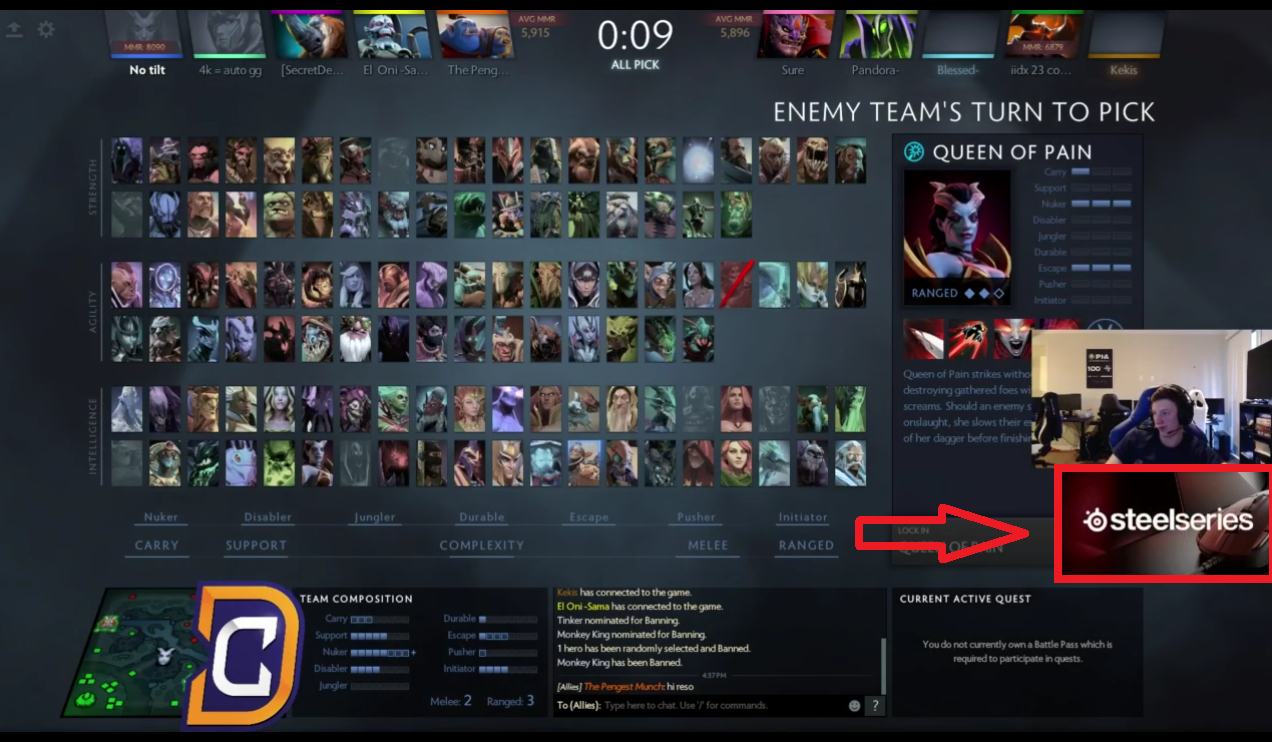 AVG MMR
5,915
0:09
ALL PICK
AVG MMR
5,896
MMR: 8090
MMR: 6879
No tilt
4k = auto gg
[SecretDe...
El Oni -Sa...
The Peng...
Sure
Pandora-
Blessed-
iidx 23 co...
Kekis
ENEMY TEAM'S TURN TO PICK
STRENGTH
AGILITY
INTELLIGENCE
QUEEN OF PAIN
Carry
Support
Nuker
Disabler
Jungler
Durable
Escape
Pusher
Initiator
RANGED
Queen of Pain strikes witho
destroying gathered foes wi
screams. Should an enemy s
onslaught, she slows their e
of her dagger before finishin
LOCK IN
QUEEN OF PAIN
steelseries
Nuker
Disabler
Jungler
Durable
Escape
Pusher
Initiator
CARRY
SUPPORT
COMPLEXITY
MELEE
RANGED
TEAM COMPOSITION
Carry
Support
Nuker
Disabler
Jungler
Durable
Escape
Pusher
Initiator
Melee: 2
Ranged: 3
Kekis has connected to the game.
El Oni -Sama has connected to the game.
Tinker nominated for Banning.
Monkey King nominated for Banning.
1 hero has been randomly selected and Banned.
Monkey King has been Banned.
4:37 PM
[Allies] The Pengest Munch: hi reso
To (Allies): Type here to chat. Use '/' for commands.
?
CURRENT ACTIVE QUEST
You do not currently own a Battle Pass which is
required to participate in quests.